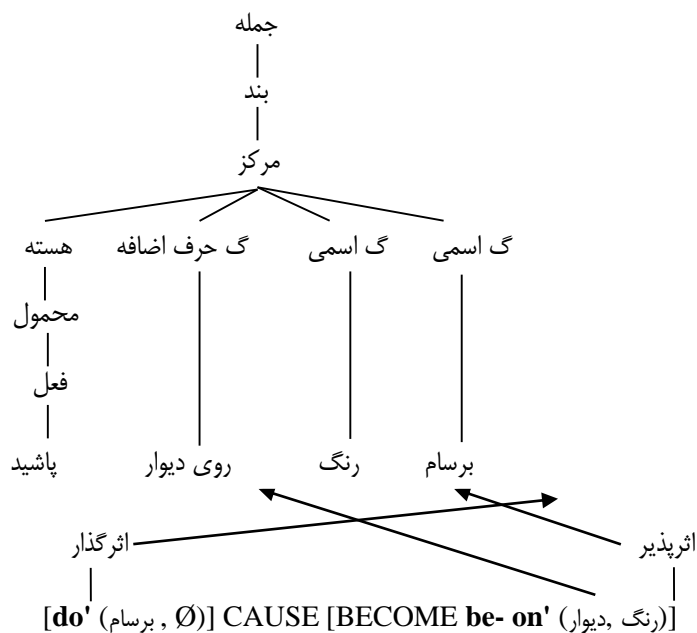 جمله
بند
مرکز
گ اسمی گ اسمی گ حرف اضافه هسته
محمول
فعل
برسام رنگ روی دیوار پاشید
اثرپذیر اثرگذار
[do' (برسام , Ø)] CAUSE [BECOME be- on' (رنگ ,دیوار)]